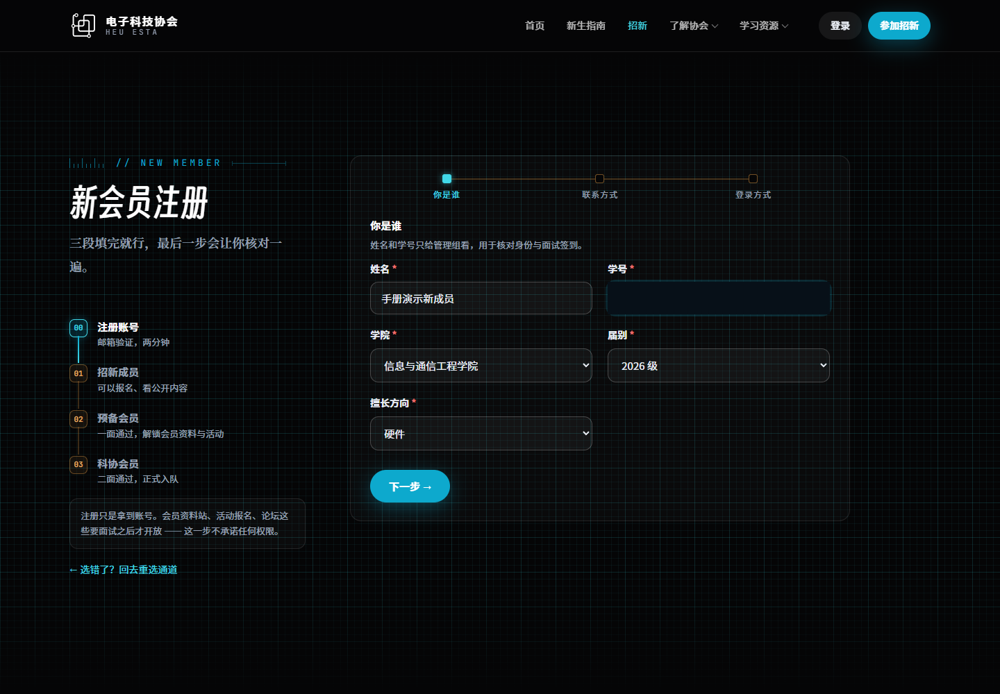 电子科技协会
HEU ESTA
首页
新生指南
招新
了解协会
学习资源
登录
参加招新
// NEW MEMBER
新会员注册
三段填完就行，最后一步会让你核对一
遍。
00
注册账号
邮箱验证，两分钟
01
招新成员
可以报名、看公开内容
02
预备会员
一面通过，解锁会员资料与活动
03
科协会员
二面通过，正式入队
注册只是拿到账号。会员资料站、活动报名、论坛这
些要面试之后才开放 —— 这一步不承诺任何权限。
← 选错了？回去重选通道
你是谁
联系方式
登录方式
你是谁
姓名和学号只给管理组看，用于核对身份与面试签到。
姓名 *
学号 *
手册演示新成员
学院 *
届别 *
信息与通信工程学院
2026 级
擅长方向 *
硬件
下一步 →